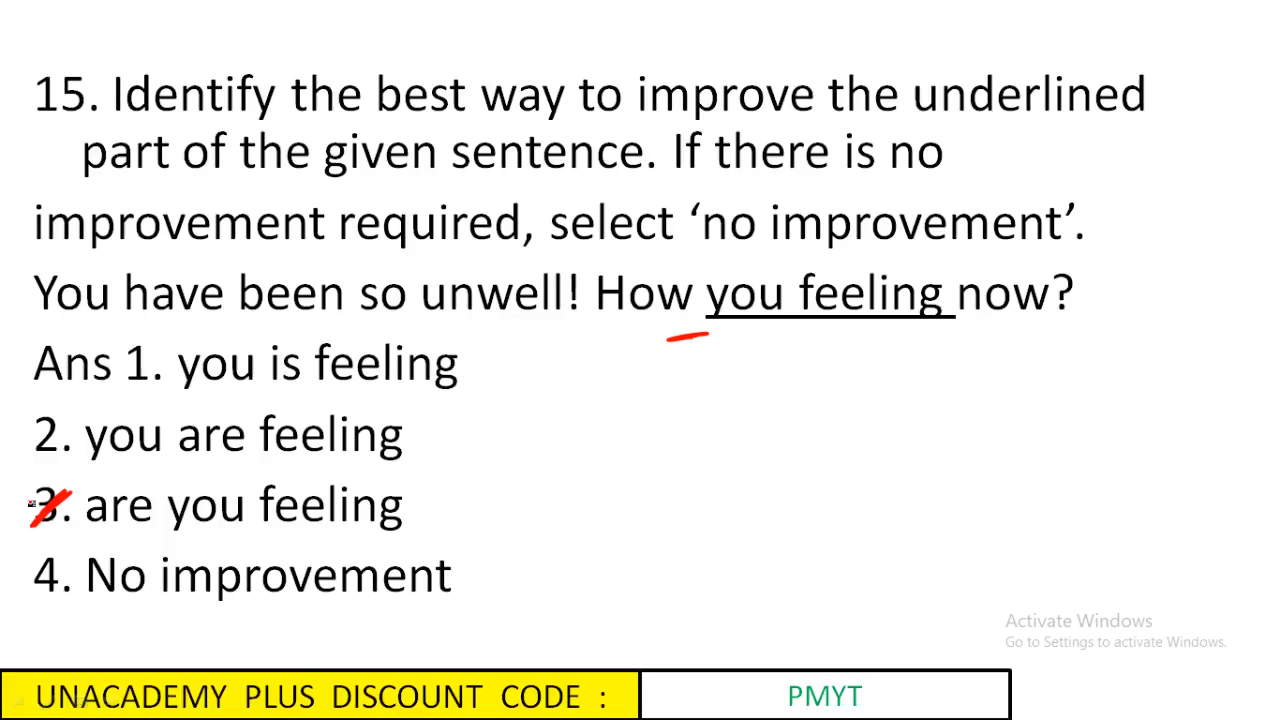 15. Identify the best way to improve the underlined
part of the given sentence. If there is no
improvement required, select ‘no improvement’.
You have been so unwell! How you feeling now?
Ans 1. you is feeling
2. you are feeling
3. are you feeling
4. No improvement
Activate Windows
Go to Settings to activate Windows.
UNACADEMY PLUS DISCOUNT CODE : PMYT